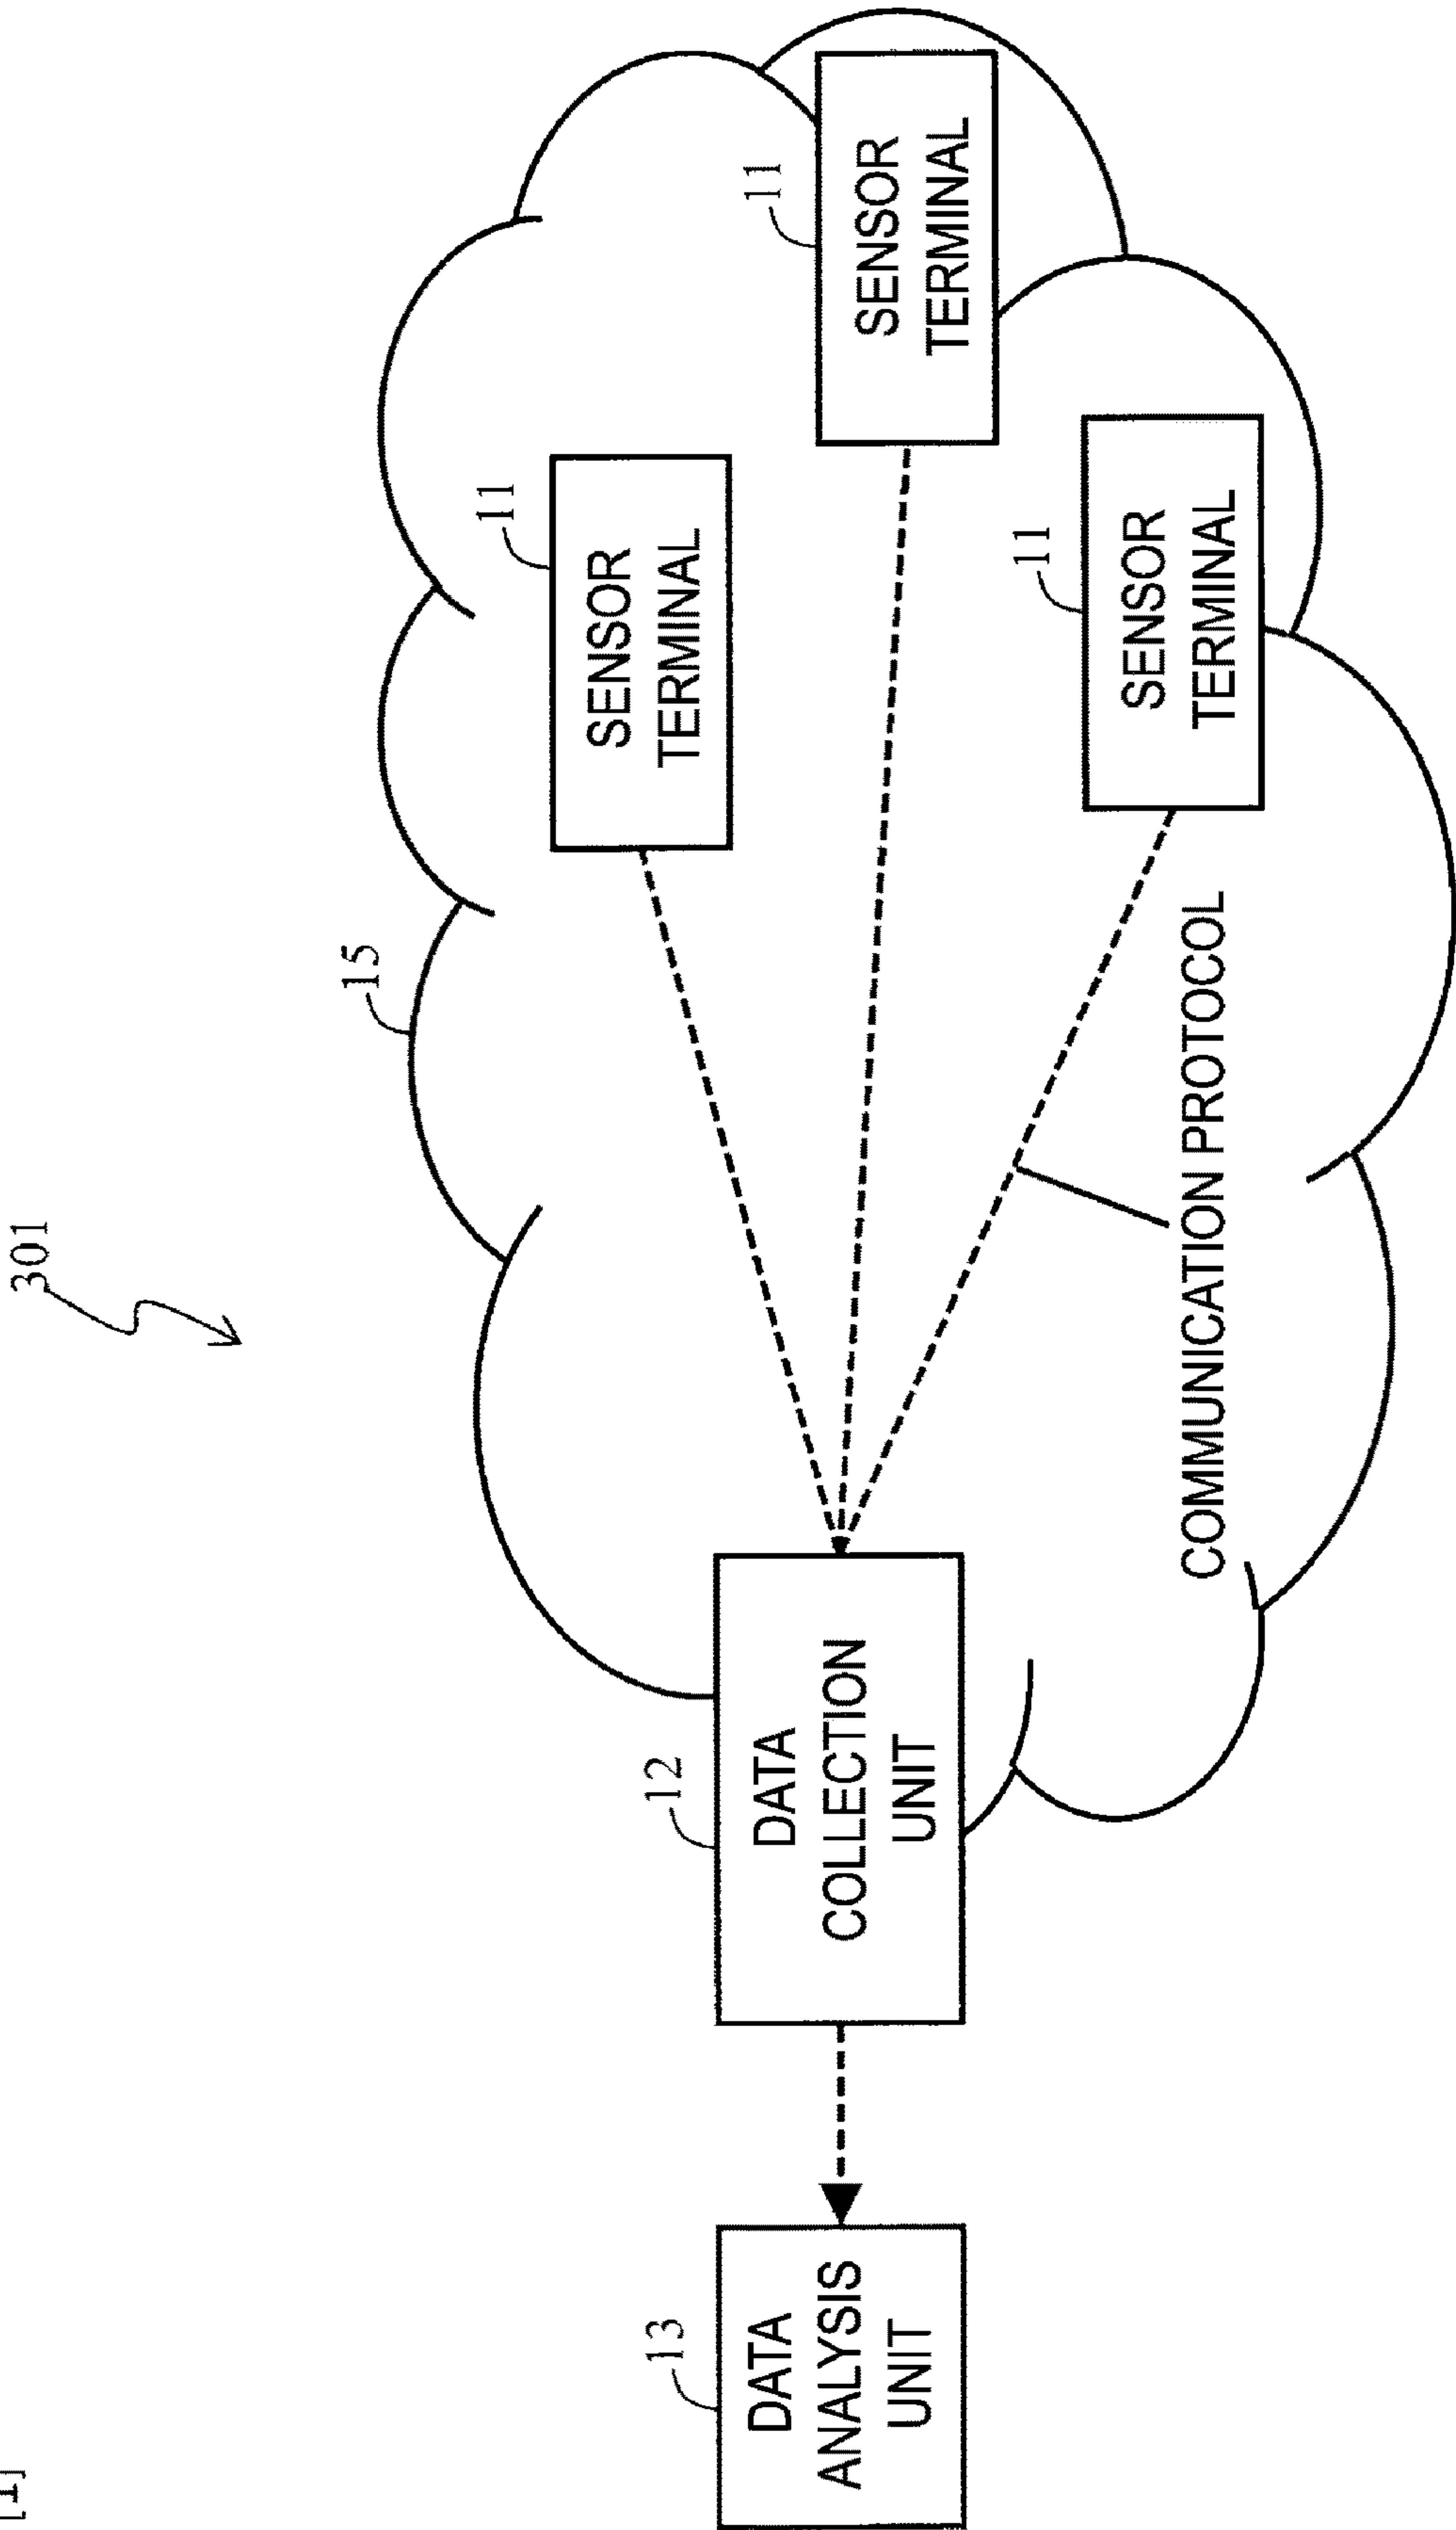 301
15
11
SENSOR
TERMINAL
11
SENSOR
TERMINAL
11
SENSOR
TERMINAL
12
DATA
COLLECTION
UNIT
13
DATA
ANALYSIS
UNIT
COMMUNICATION PROTOCOL